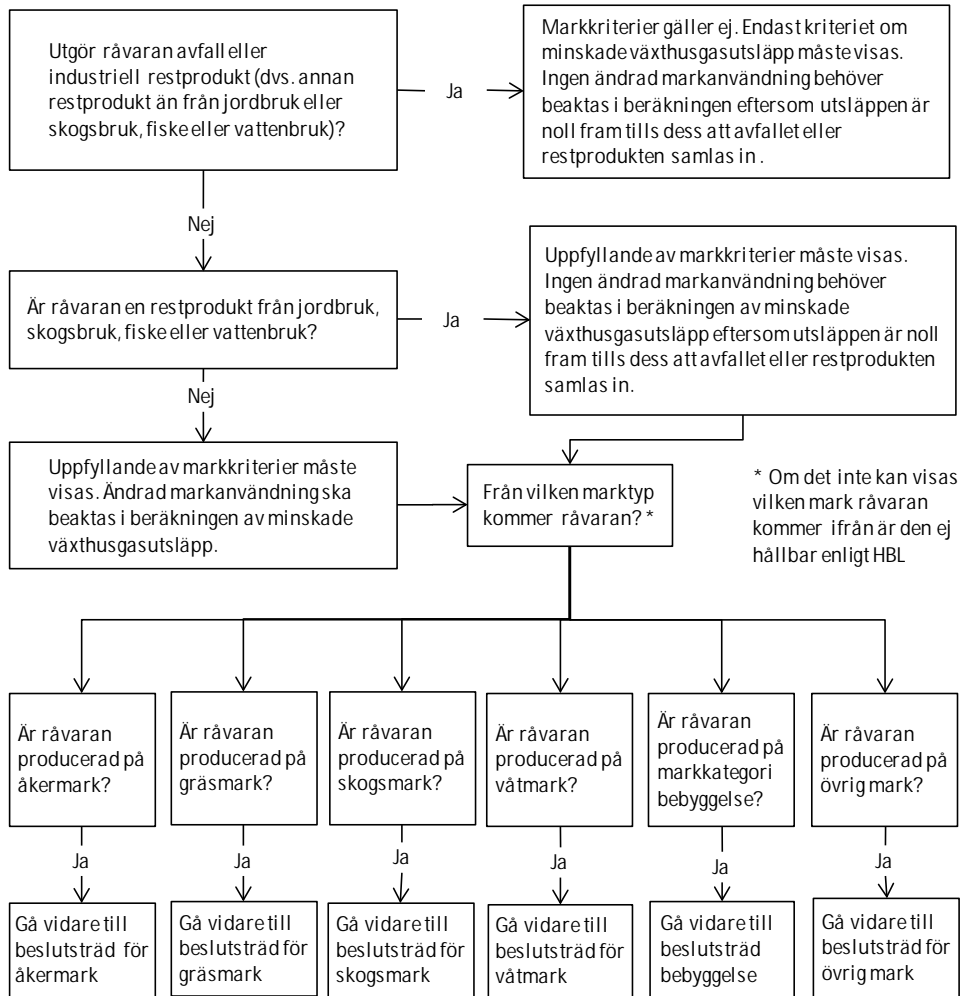 Utgör råvaran avfall eller
industriell restprodukt (dvs. annan
restprodukt än från jordbruk eller
skogsbruk, fiske eller vattenbruk)?
Ja
Markkriterier gäller ej. Endast kriteriet om
minskade växthusgasutsläpp måste visas.
Ingen ändrad markanvändning behöver
beaktas i beräkningen eftersom utsläppen är
noll fram tills dess att avfallet eller
restprodukten samlas in .
Nej
Är råvaran en restprodukt från jordbruk,
skogsbruk, fiske eller vattenbruk?
Ja
Uppfyllande av markkriterier måste visas.
Ingen ändrad markanvändning behöver
beaktas i beräkningen av minskade
växthusgasutsläpp eftersom utsläppen är noll
fram tills dess att avfallet eller restprodukten
samlas in.
Nej
Uppfyllande av markkriterier måste
visas. Ändrad markanvändning ska
beaktas i beräkningen av minskade
växthusgasutsläpp.
Från vilken marktyp
kommer råvaran? *
* Om det inte kan visas
vilken mark råvaran
kommer ifrån är den ej
hållbar enligt HBL
Är råvaran
producerad på
åkermark?
Är råvaran
producerad på
gräsmark?
Är råvaran
producerad på
skogsmark?
Är råvaran
producerad på
våtmark?
Är råvaran
producerad på
markkategori
bebyggelse?
Är råvaran
producerad på
övrig mark?
Ja
Ja
Ja
Ja
Ja
Ja
Gå vidare till
beslutsträd för
åkermark
Gå vidare till
beslutsträd för
gräsmark
Gå vidare till
beslutsträd för
skogsmark
Gå vidare till
beslutsträd för
våtmark
Gå vidare till
beslutsträd
bebyggelse
Gå vidare till
beslutsträd för
övrig mark